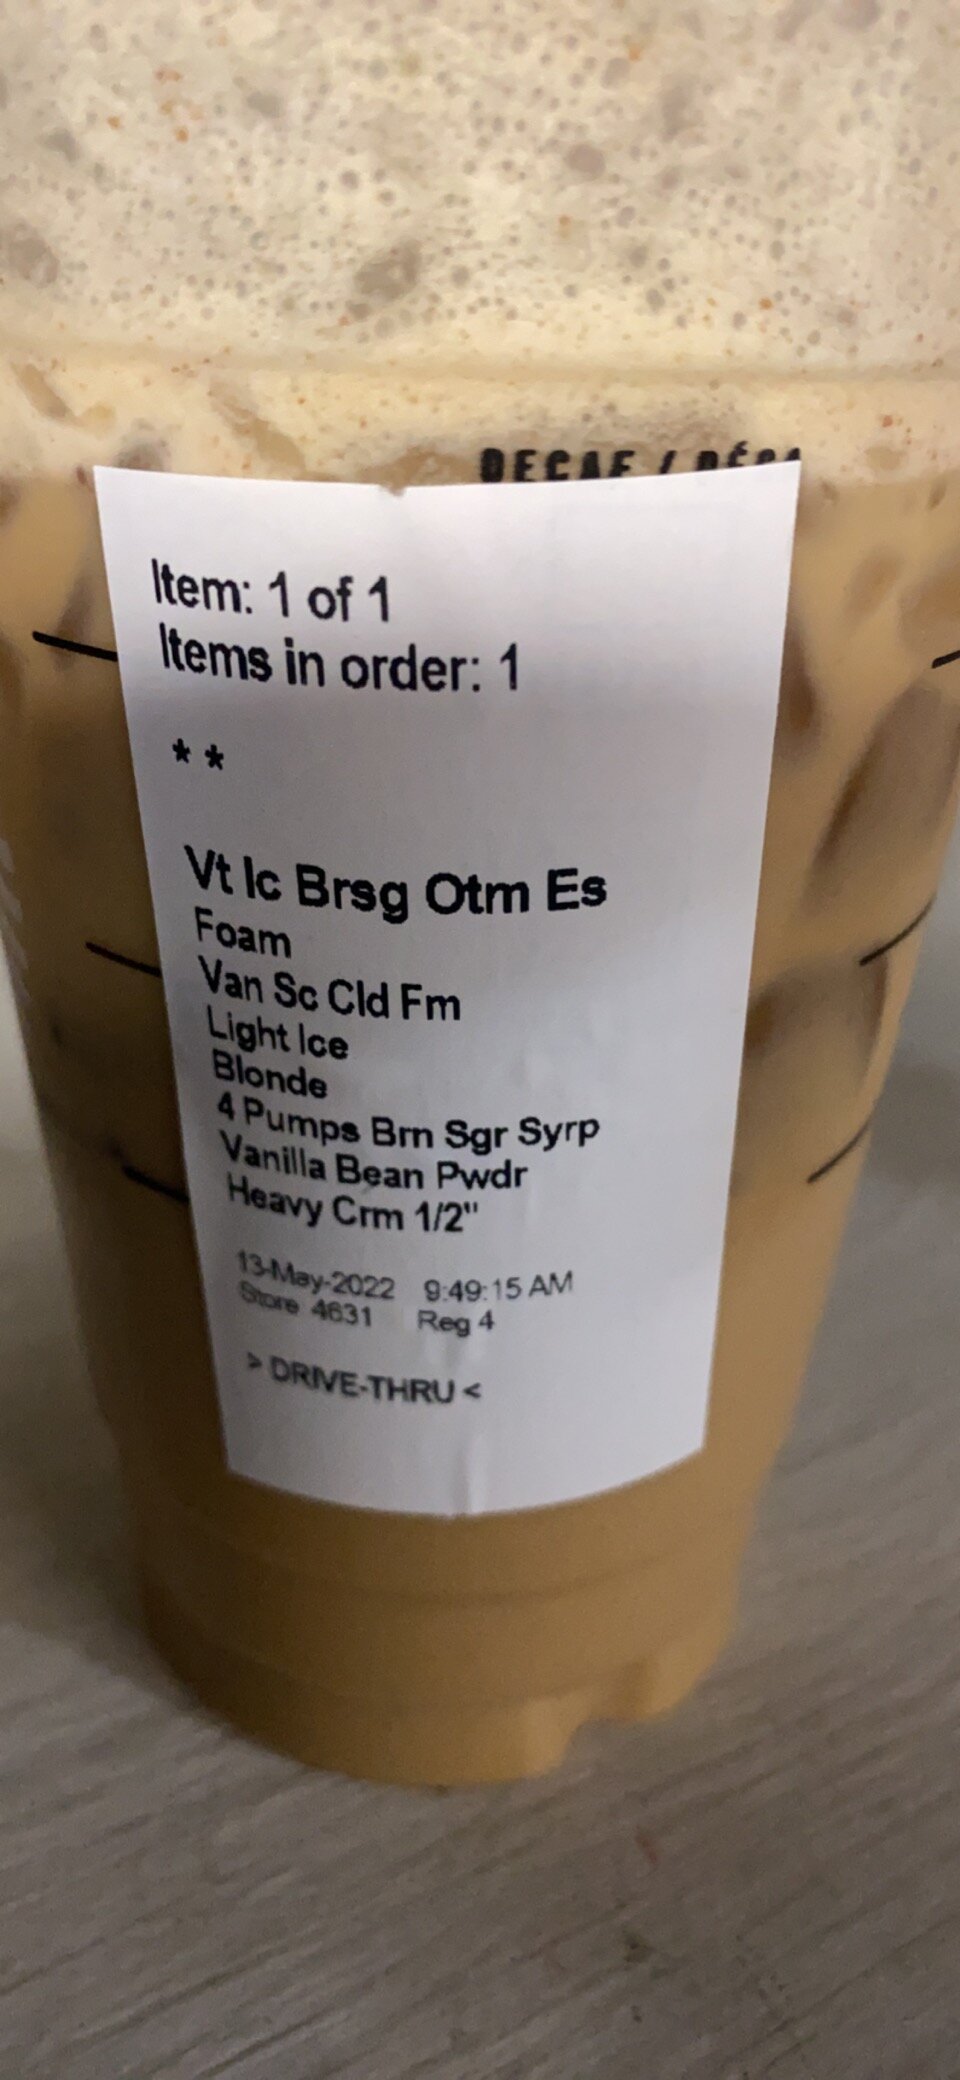 DECAF /
Item: 1 of 1
Items in order: 1
* *
Vt Ic Brsg Otm Es
Foam
Van Sc Cld Fm
Light Ice
Blonde
4 Pumps Brn Sgr Syrp
Vanilla Bean Pwdr
Heavy Crm 1/2"
13-May-2022 9:49:15 AM
Store 4631 Reg 4
> DRIVE-THRU <